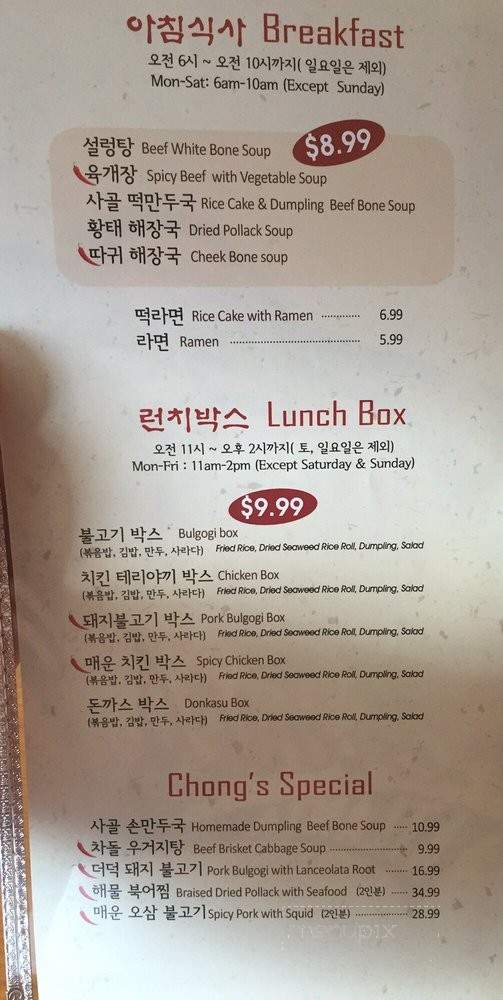 아침식사 Breakfast
오전 6시 ~ 오전 10시까지( 일요일은 제외)
Mon-Sat: 6am-10am (Except Sunday)
$8.99
설렁탕 Beef White Bone Soup
육개장 Spicy Beef with Vegetable Soup
사골 떡만두국 Rice Cake & Dumpling Beef Bone Soup
황태 해장국 Dried Pollack Soup
따귀 해장국 Cheek Bone soup
떡라면 Rice Cake with Ramen ............. 6.99
라면 Ramen ............................................ 5.99
런치박스 Lunch Box
오전 11시 ~ 오후 2시까지( 토, 일요일은 제외)
Mon-Fri : 11am-2pm (Except Saturday & Sunday)
$9.99
불고기 박스 Bulgogi box
(볶음밥, 김밥, 만두, 사라다) Fried Rice, Dried Seaweed Rice Roll, Dumpling, Salad
치킨 테리야끼 박스 Chicken Box
(볶음밥, 김밥, 만두, 사라다) Fried Rice, Dried Seaweed Rice Roll, Dumpling, Salad
돼지불고기 박스 Pork Bulgogi Box
(볶음밥, 김밥, 만두, 사라다) Fried Rice, Dried Seaweed Rice Roll, Dumpling, Salad
매운 치킨 박스 Spicy Chicken Box
(볶음밥, 김밥, 만두, 사라다) Fried Rice, Dried Seaweed Rice Roll, Dumpling, Salad
돈까스 박스 Donkasu Box
(볶음밥, 김밥, 만두, 사라다) Fried Rice, Dried Seaweed Rice Roll, Dumpling, Salad
Chong's Special
사골 손만두국 Homemade Dumpling Beef Bone Soup ..... 10.99
차돌 우거지탕 Beef Brisket Cabbage Soup ........................... 9.99
더덕 돼지 불고기 Pork Bulgogi with Lanceolata Root ........ 16.99
해물 북어찜 Braised Dried Pollack with Seafood (2인분) ..... 34.99
매운 오삼 불고기 Spicy Pork with Squid (2인분) ................. 28.99
menupix